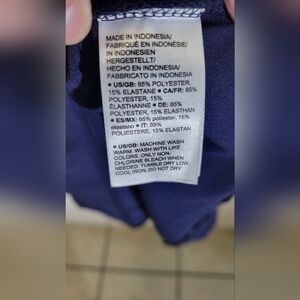 MADE IN INDONESIA/
FABRIQUÉ EN INDONÉSIE/
IN INDONESIEN
HERGESTELLT/
HECHO EN INDONESIA/
FABBRICATO IN INDONESIA
• US/GB: 85% POLYESTER,
15% ELASTANE • CA/FR: 85%
POLYESTER, 15%
ÉLASTHANNE • DE: 85%
POLYESTER, 15% ELASTAN
• ES/MX: 85% poliéster, 15%
elastano • IT: 85%
POLIESTERE, 15% ELASTAN
• US/GB: MACHINE WASH
WARM. WASH WITH LIKE
COLORS. ONLY NON-
CHLORINE BLEACH WHEN
NEEDED. TUMBLE DRY LOW.
COOL IRON. DO NOT DRY